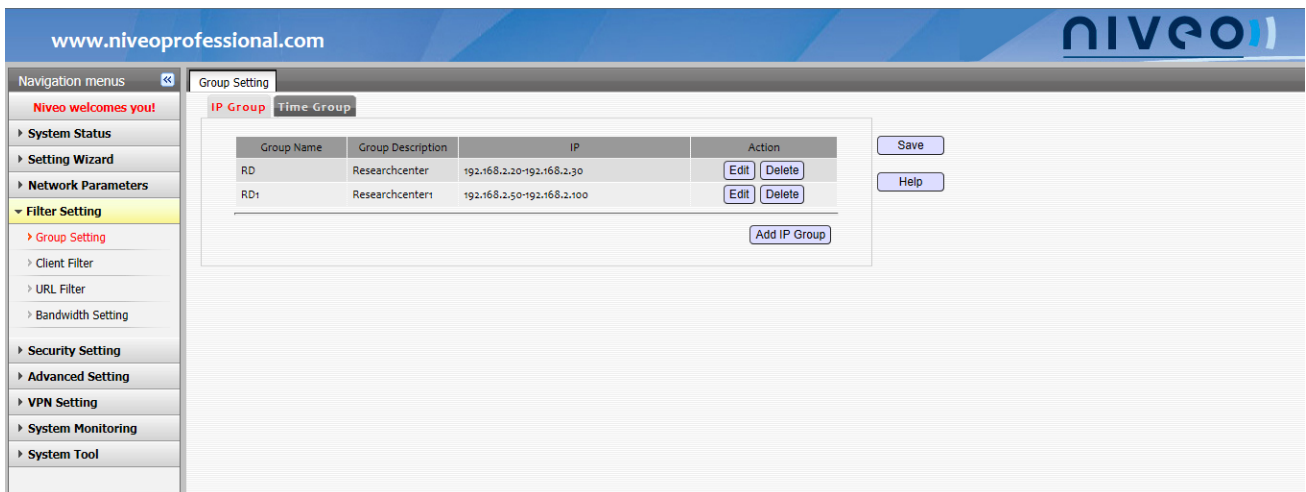 www.niveoprofessional.com
niveo
Navigation menus
Niveo welcomes you!
System Status
Setting Wizard
Network Parameters
Filter Setting
Group Setting
Client Filter
URL Filter
Bandwidth Setting
Security Setting
Advanced Setting
VPN Setting
System Monitoring
System Tool
Group Setting
IP Group Time Group
Group Name Group Description IP Action
RD Researchcenter 192.168.2.20-192.168.2.30 Edit Delete
RD1 Researchcenter1 192.168.2.50-192.168.2.100 Edit Delete
Add IP Group
Save
Help